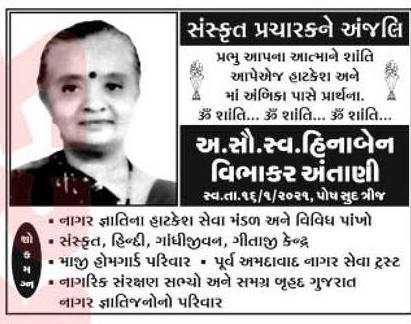 સંસ્કૃત પ્રચારકને અંજલિ
પ્રભુ આપના આત્માને શાંતિ
આપેએજ હાટકેશ અને
માં અંબિકા પાસે પ્રાર્થના.
ૐ શાંતિ... ૐ શાંતિ... ૐ શાંતિ...
અ.સૌ.સ્વ.હિનાબેન
વિભાકર અંતાણી
સ્વ.તા.૧૬/૧/૨૦૨૧, પોષ સુદ ત્રીજ
શોકમગ્ન
▪ નાગર જ્ઞાતિના હાટકેશ સેવા મંડળ અને વિવિધ પાંખો
▪ સંસ્કૃત, હિન્દી, ગાંધીજીવન, ગીતાજી કેન્દ્ર
▪ માજી હોમગાર્ડ પરિવાર ▪ પૂર્વ અમદાવાદ નાગર સેવા ટ્રસ્ટ
▪ નાગરિક સંરક્ષણ સભ્યો અને સમગ્ર બૃહદ ગુજરાત
નાગર જ્ઞાતિજનોનો પરિવાર